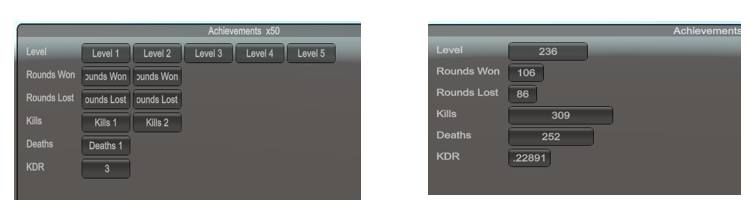 Achievements x50
Level Level 1 Level 2 Level 3 Level 4 Level 5
Rounds Won ounds Won ounds Won
Rounds Lost ounds Lost ounds Lost
Kills Kills 1 Kills 2
Deaths Deaths 1
KDR 3
Achievements
Level 236
Rounds Won 106
Rounds Lost 86
Kills 309
Deaths 252
KDR .22891